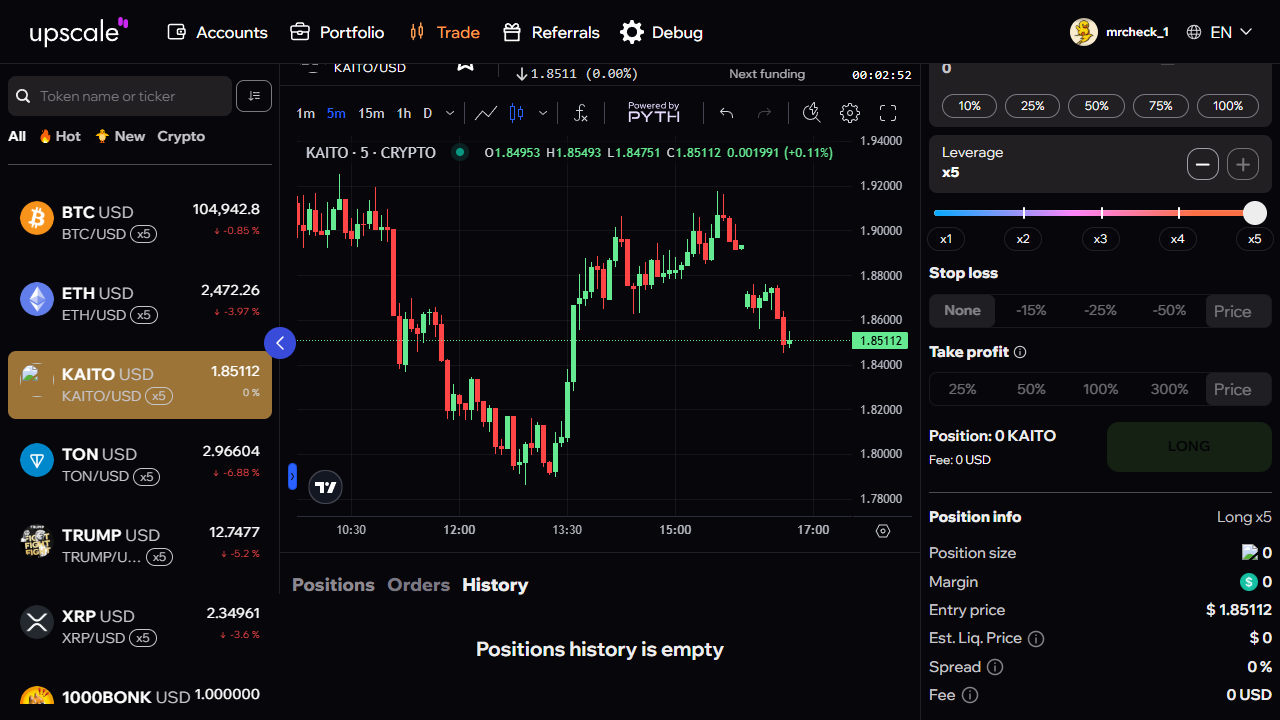 upscale
Accounts
Portfolio
Trade
Referrals
Debug
mrcheck_1
EN
Token name or ticker
All
Hot
New
Crypto
BTC USD
104,942.8
BTC/USD x5
-0.85 %
ETH USD
2,472.26
ETH/USD x5
-3.97 %
KAITO USD
1.85112
KAITO/USD x5
0 %
TON USD
2.96604
TON/USD x5
-6.88 %
TRUMP USD
12.7477
TRUMP/U... x5
-5.2 %
XRP USD
2.34961
XRP/USD x5
-3.6 %
1000BONK USD
1.000000
KAITO/USD
1.8511 (0.00%)
Next funding
00:02:52
1m 5m 15m 1h D
Powered by
PYTH
KAITO · 5 · CRYPTO
O1.84953 H1.85493 L1.84751 C1.85112 0.001991 (+0.11%)
1.94000
1.92000
1.90000
1.88000
1.86000
1.85112
1.84000
1.82000
1.80000
1.78000
10:30
12:00
13:30
15:00
17:00
Positions
Orders
History
Positions history is empty
0
10%
25%
50%
75%
100%
Leverage
x5
x1
x2
x3
x4
x5
Stop loss
None
-15%
-25%
-50%
Price
Take profit
25%
50%
100%
300%
Price
Position: 0 KAITO
Fee: 0 USD
LONG
Position info
Long x5
Position size
0
Margin
0
Entry price
$ 1.85112
Est. Liq. Price
$ 0
Spread
0 %
Fee
0 USD